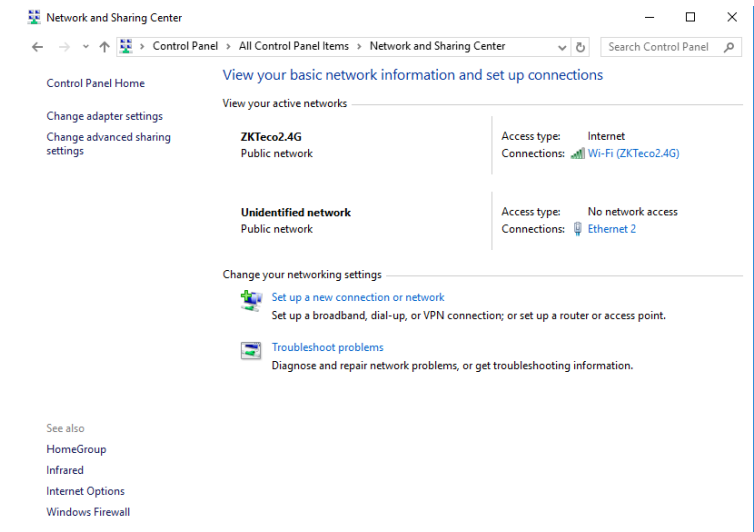 Network and Sharing Center
Control Panel > All Control Panel Items > Network and Sharing Center
Search Control Panel
Control Panel Home
Change adapter settings
Change advanced sharing
settings
View your basic network information and set up connections
View your active networks
ZKTeco2.4G
Public network
Access type: Internet
Connections: Wi-Fi (ZKTeco2.4G)
Unidentified network
Public network
Access type: No network access
Connections: Ethernet 2
Change your networking settings
Set up a new connection or network
Set up a broadband, dial-up, or VPN connection; or set up a router or access point.
Troubleshoot problems
Diagnose and repair network problems, or get troubleshooting information.
See also
HomeGroup
Infrared
Internet Options
Windows Firewall